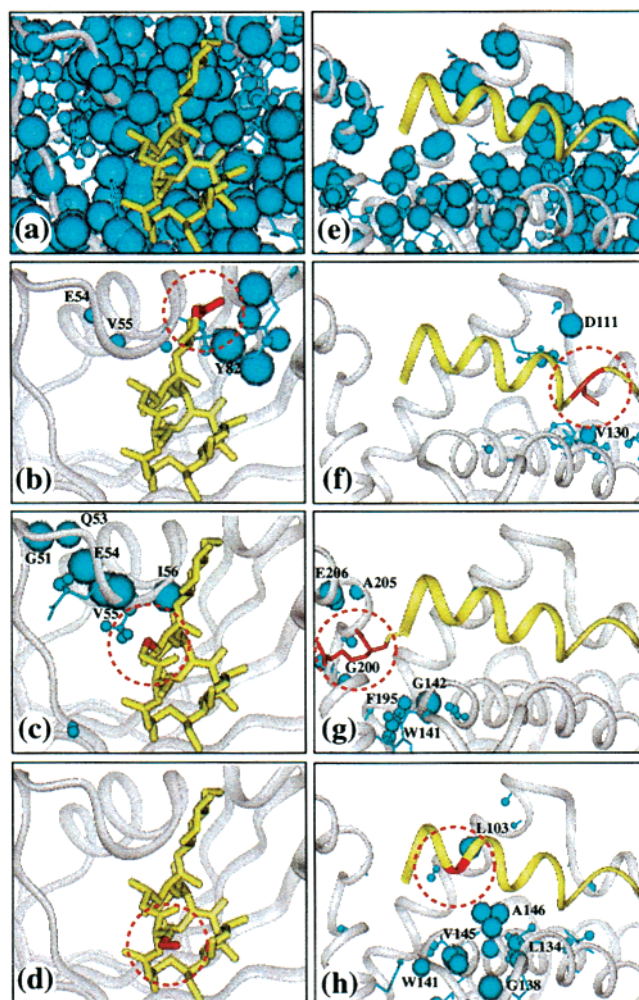 (a)
(e)
E54
V55
Y82
(b)
D111
V130
(f)
Q53
G51
E54
I56
V55
(c)
E206
A205
G200
G142
F195
W141
(g)
(d)
L103
A146
V145
L134
W141
G138
(h)